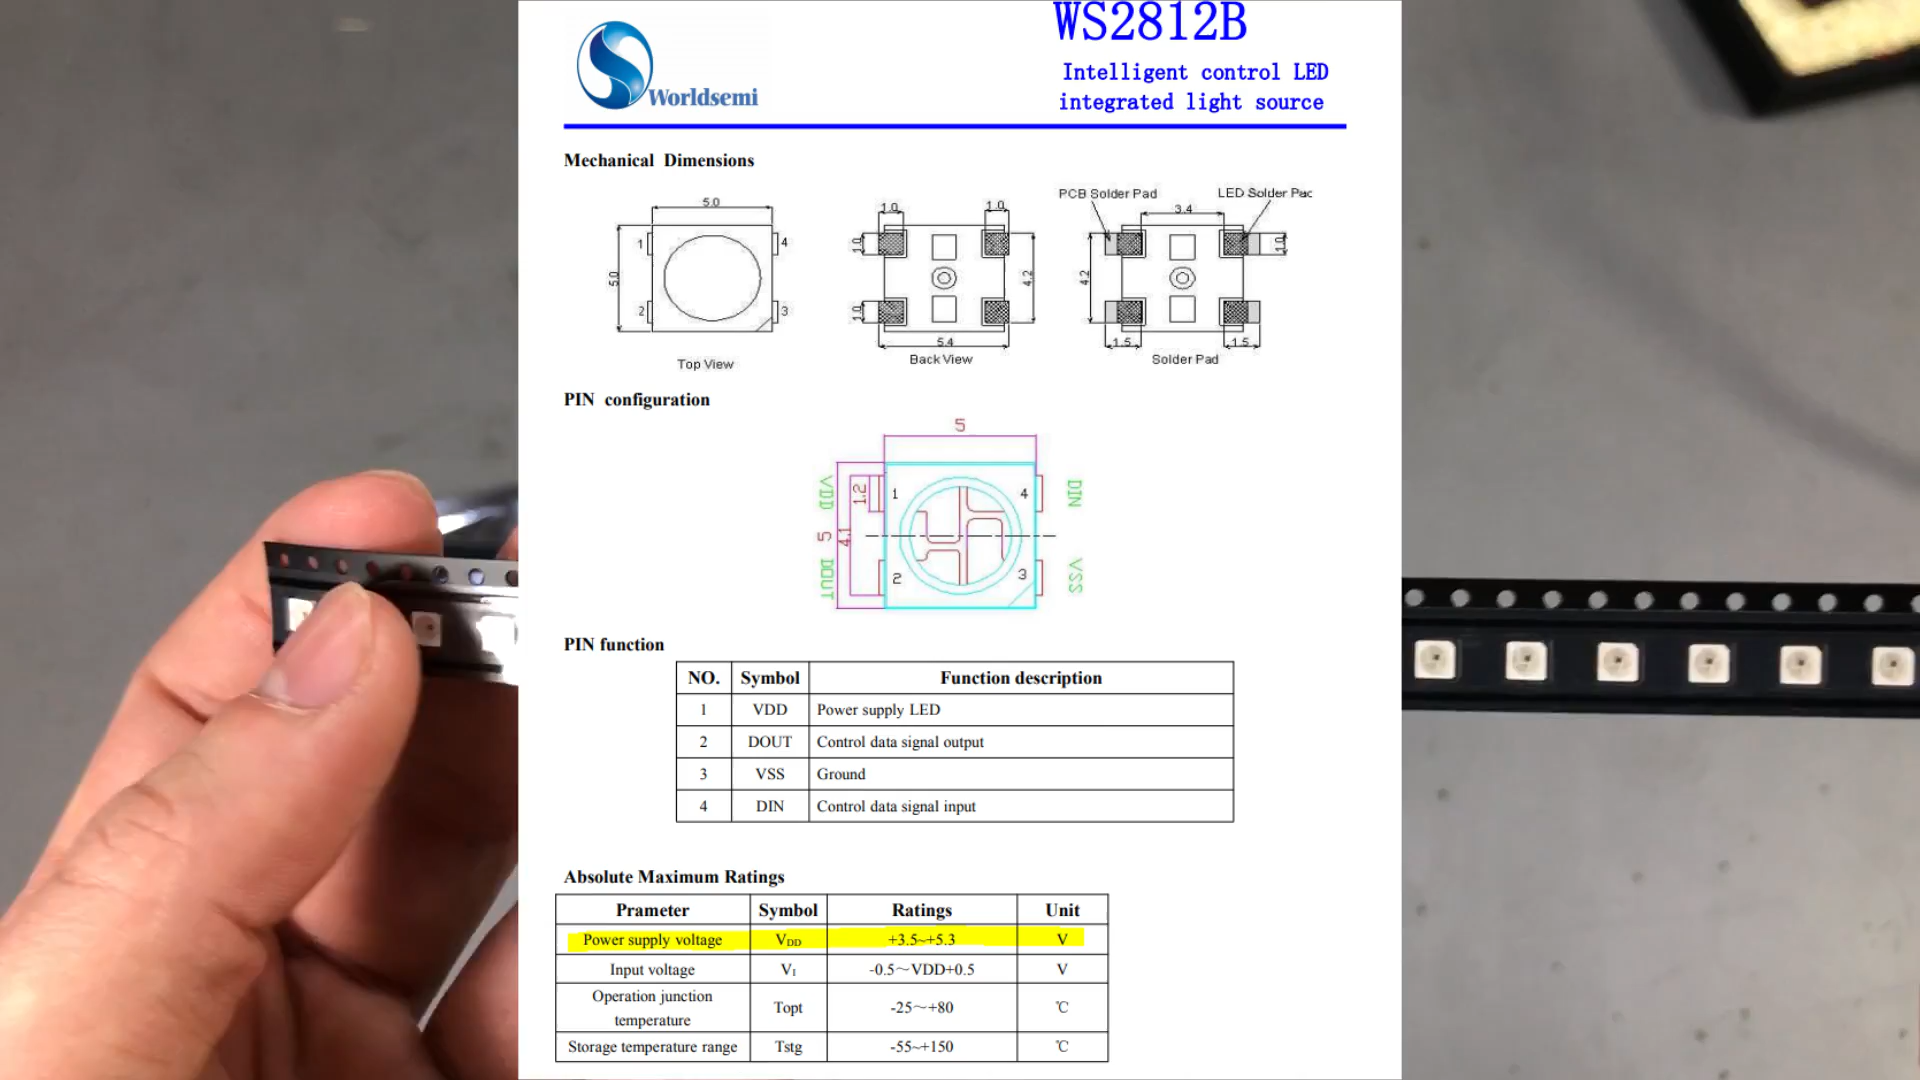 Worldsemi
WS2812B
Intelligent control LED
integrated light source
Mechanical Dimensions
5.0
5.0
1
2
4
3
Top View
1.0
1.0
1.0
1.0
4.2
5.4
Back View
PCB Solder Pad
LED Solder Pac
3.4
1.0
4.2
1.5
1.5
Solder Pad
PIN configuration
5
VDD
1.2
1
4
DIN
5
4.1
DOUT
2
3
VSS
PIN function
NO. Symbol Function description
1 VDD Power supply LED
2 DOUT Control data signal output
3 VSS Ground
4 DIN Control data signal input
Absolute Maximum Ratings
Prameter Symbol Ratings Unit
Power supply voltage VDD +3.5~+5.3 V
Input voltage VI -0.5～VDD+0.5 V
Operation junction
temperature Topt -25～+80 ℃
Storage temperature range Tstg -55~+150 ℃